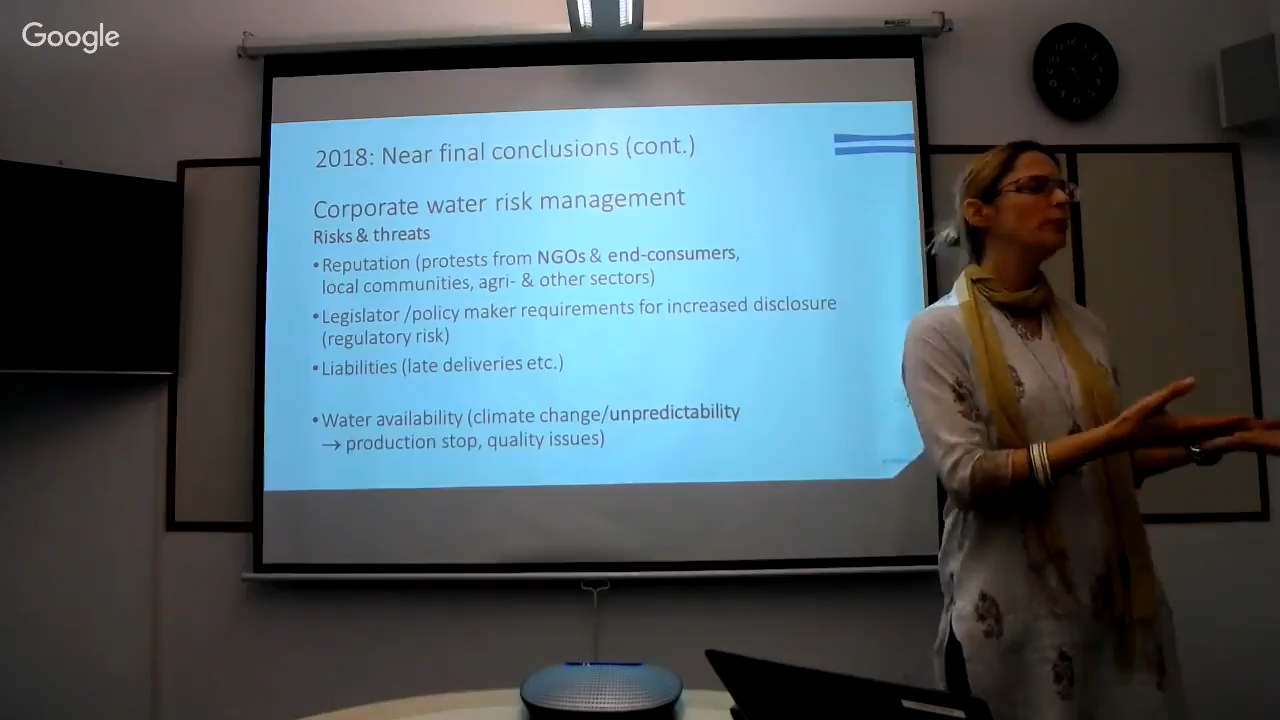 Google
2018: Near final conclusions (cont.)
Corporate water risk management
Risks & threats
•Reputation (protests from NGOs & end-consumers,
local communities, agri- & other sectors)
•Legislator /policy maker requirements for increased disclosure
(regulatory risk)
•Liabilities (late deliveries etc.)
•Water availability (climate change/unpredictability
→ production stop, quality issues)